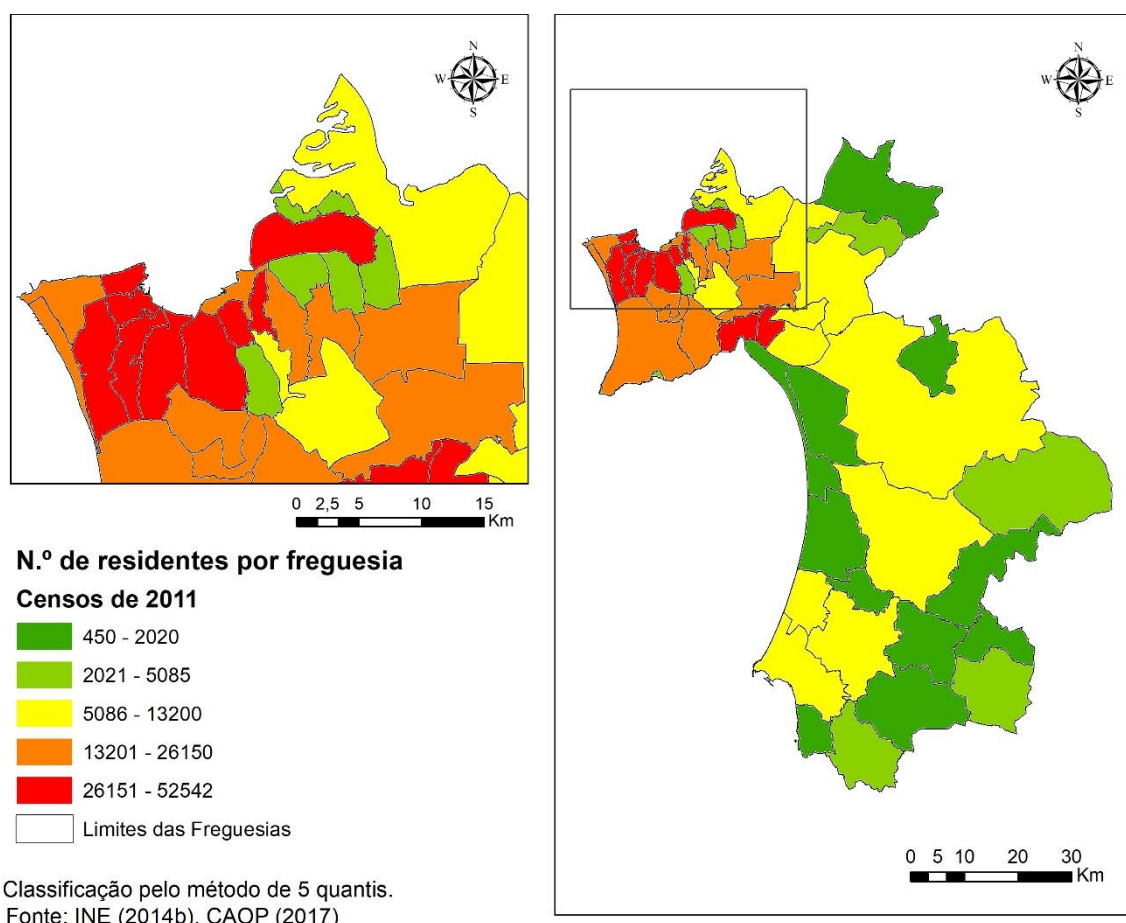 N
W E
S
0 2,5 5 10 15
Km
N.º de residentes por freguesia
Censos de 2011
450 - 2020
2021 - 5085
5086 - 13200
13201 - 26150
26151 - 52542
Limites das Freguesias
Classificação pelo método de 5 quantis.
Fonte: INE (2014b), CAOP (2017)
N
W E
S
0 5 10 20 30
Km